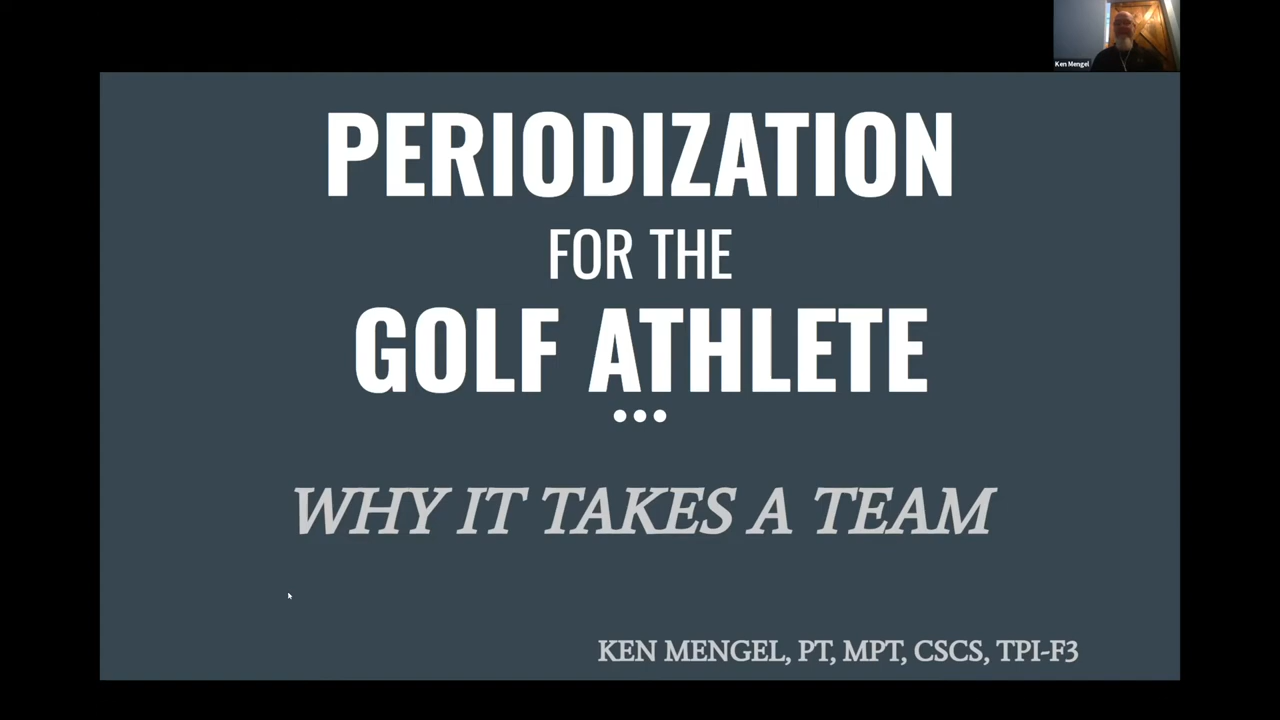 Ken Mengel
PERIODIZATION
FOR THE
GOLF ATHLETE
WHY IT TAKES A TEAM
KEN MENGEL, PT, MPT, CSCS, TPI-F3